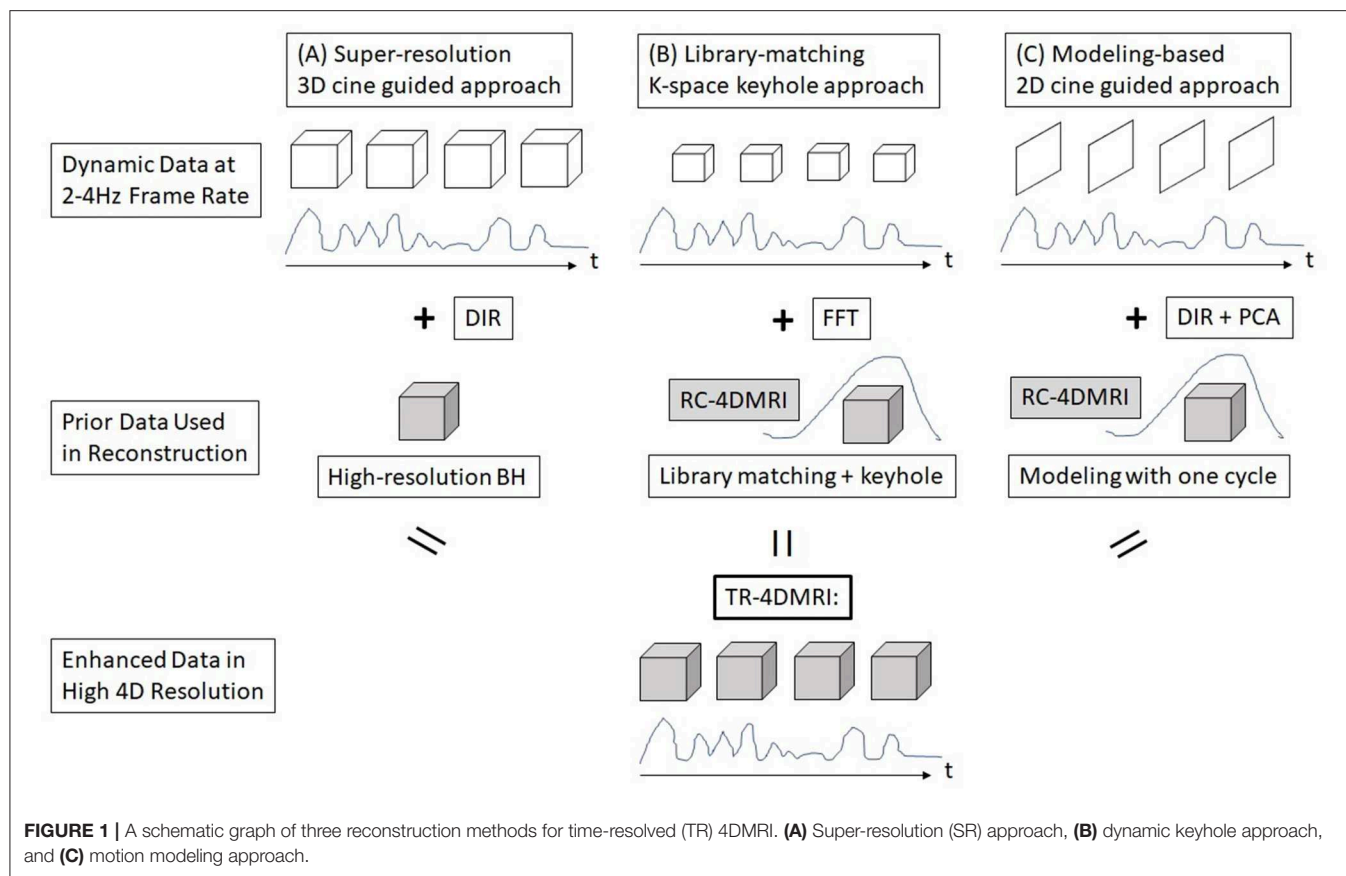 (A) Super-resolution
3D cine guided approach
(B) Library-matching
K-space keyhole approach
(C) Modeling-based
2D cine guided approach
Dynamic Data at
2-4Hz Frame Rate
t
t
t
+ DIR
+ FFT
+ DIR + PCA
Prior Data Used
in Reconstruction
RC-4DMRI
RC-4DMRI
High-resolution BH
Library matching + keyhole
Modeling with one cycle
=
=
=
TR-4DMRI:
Enhanced Data in
High 4D Resolution
t
FIGURE 1 | A schematic graph of three reconstruction methods for time-resolved (TR) 4DMRI. (A) Super-resolution (SR) approach, (B) dynamic keyhole approach,
and (C) motion modeling approach.